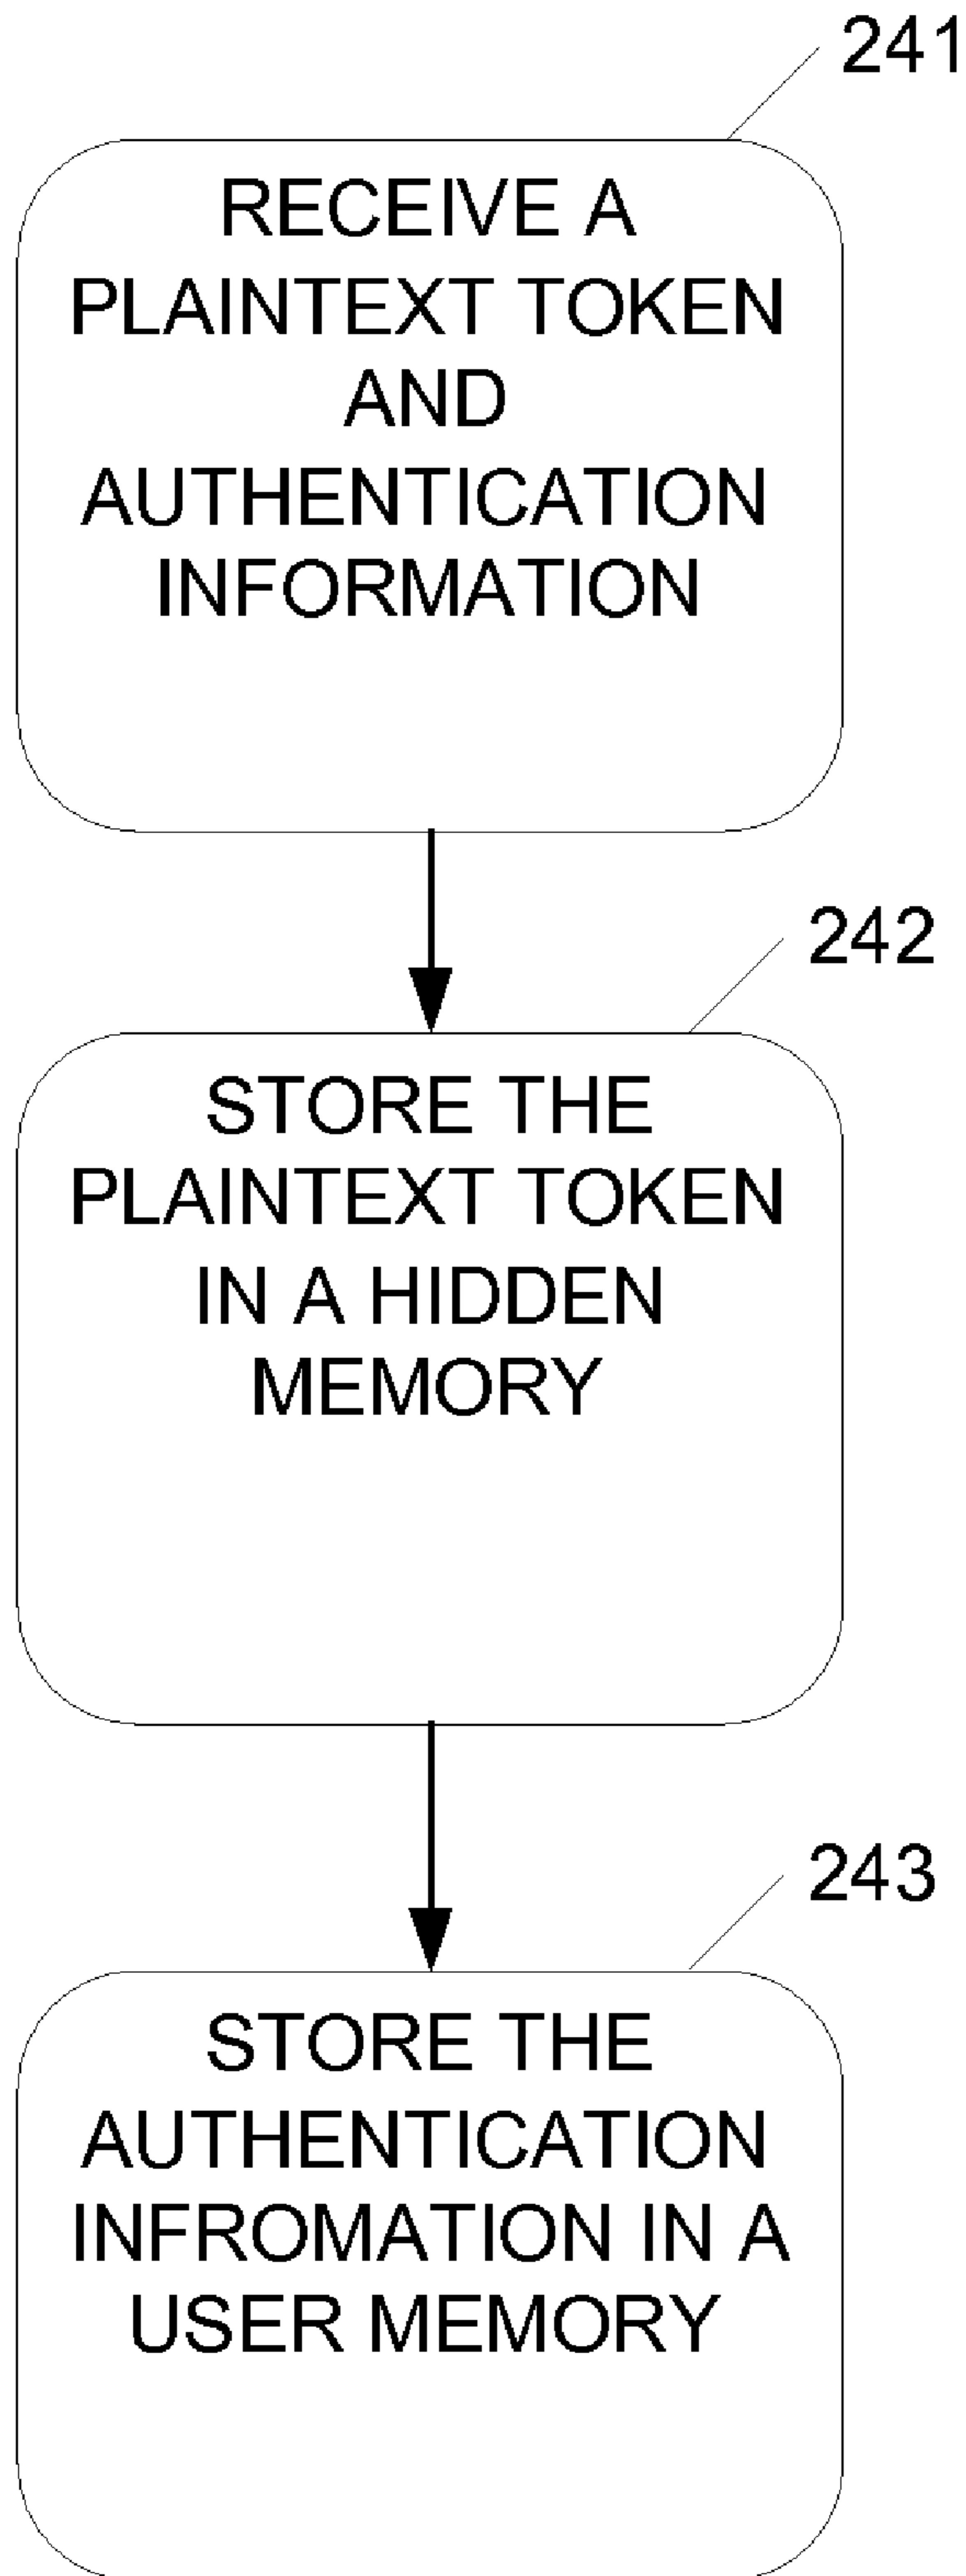 241
RECEIVE A
PLAINTEXT TOKEN
AND
AUTHENTICATION
INFORMATION
242
STORE THE
PLAINTEXT TOKEN
IN A HIDDEN
MEMORY
243
STORE THE
AUTHENTICATION
INFROMATION IN A
USER MEMORY